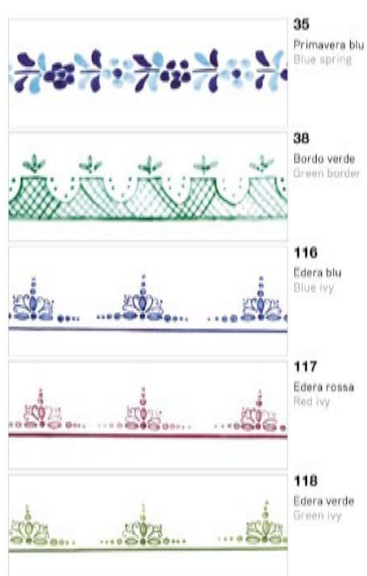 35
Primavera blu
Blue spring
38
Bordo verde
Green border
116
Edera blu
Blue ivy
117
Edera rossa
Red ivy
118
Edera verde
Green ivy